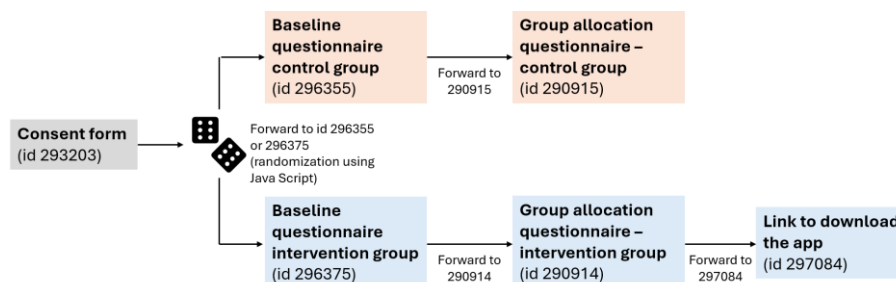 Baseline
questionnaire
control group
(id 296355)
Forward to
290915
Group allocation
questionnaire –
control group
(id 290915)
Consent form
(id 293203)
Forward to id 296355
or 296375
(randomization using
Java Script)
Baseline
questionnaire
intervention group
(id 296375)
Forward to
290914
Group allocation
questionnaire –
intervention group
(id 290914)
Forward to
297084
Link to download
the app
(id 297084)